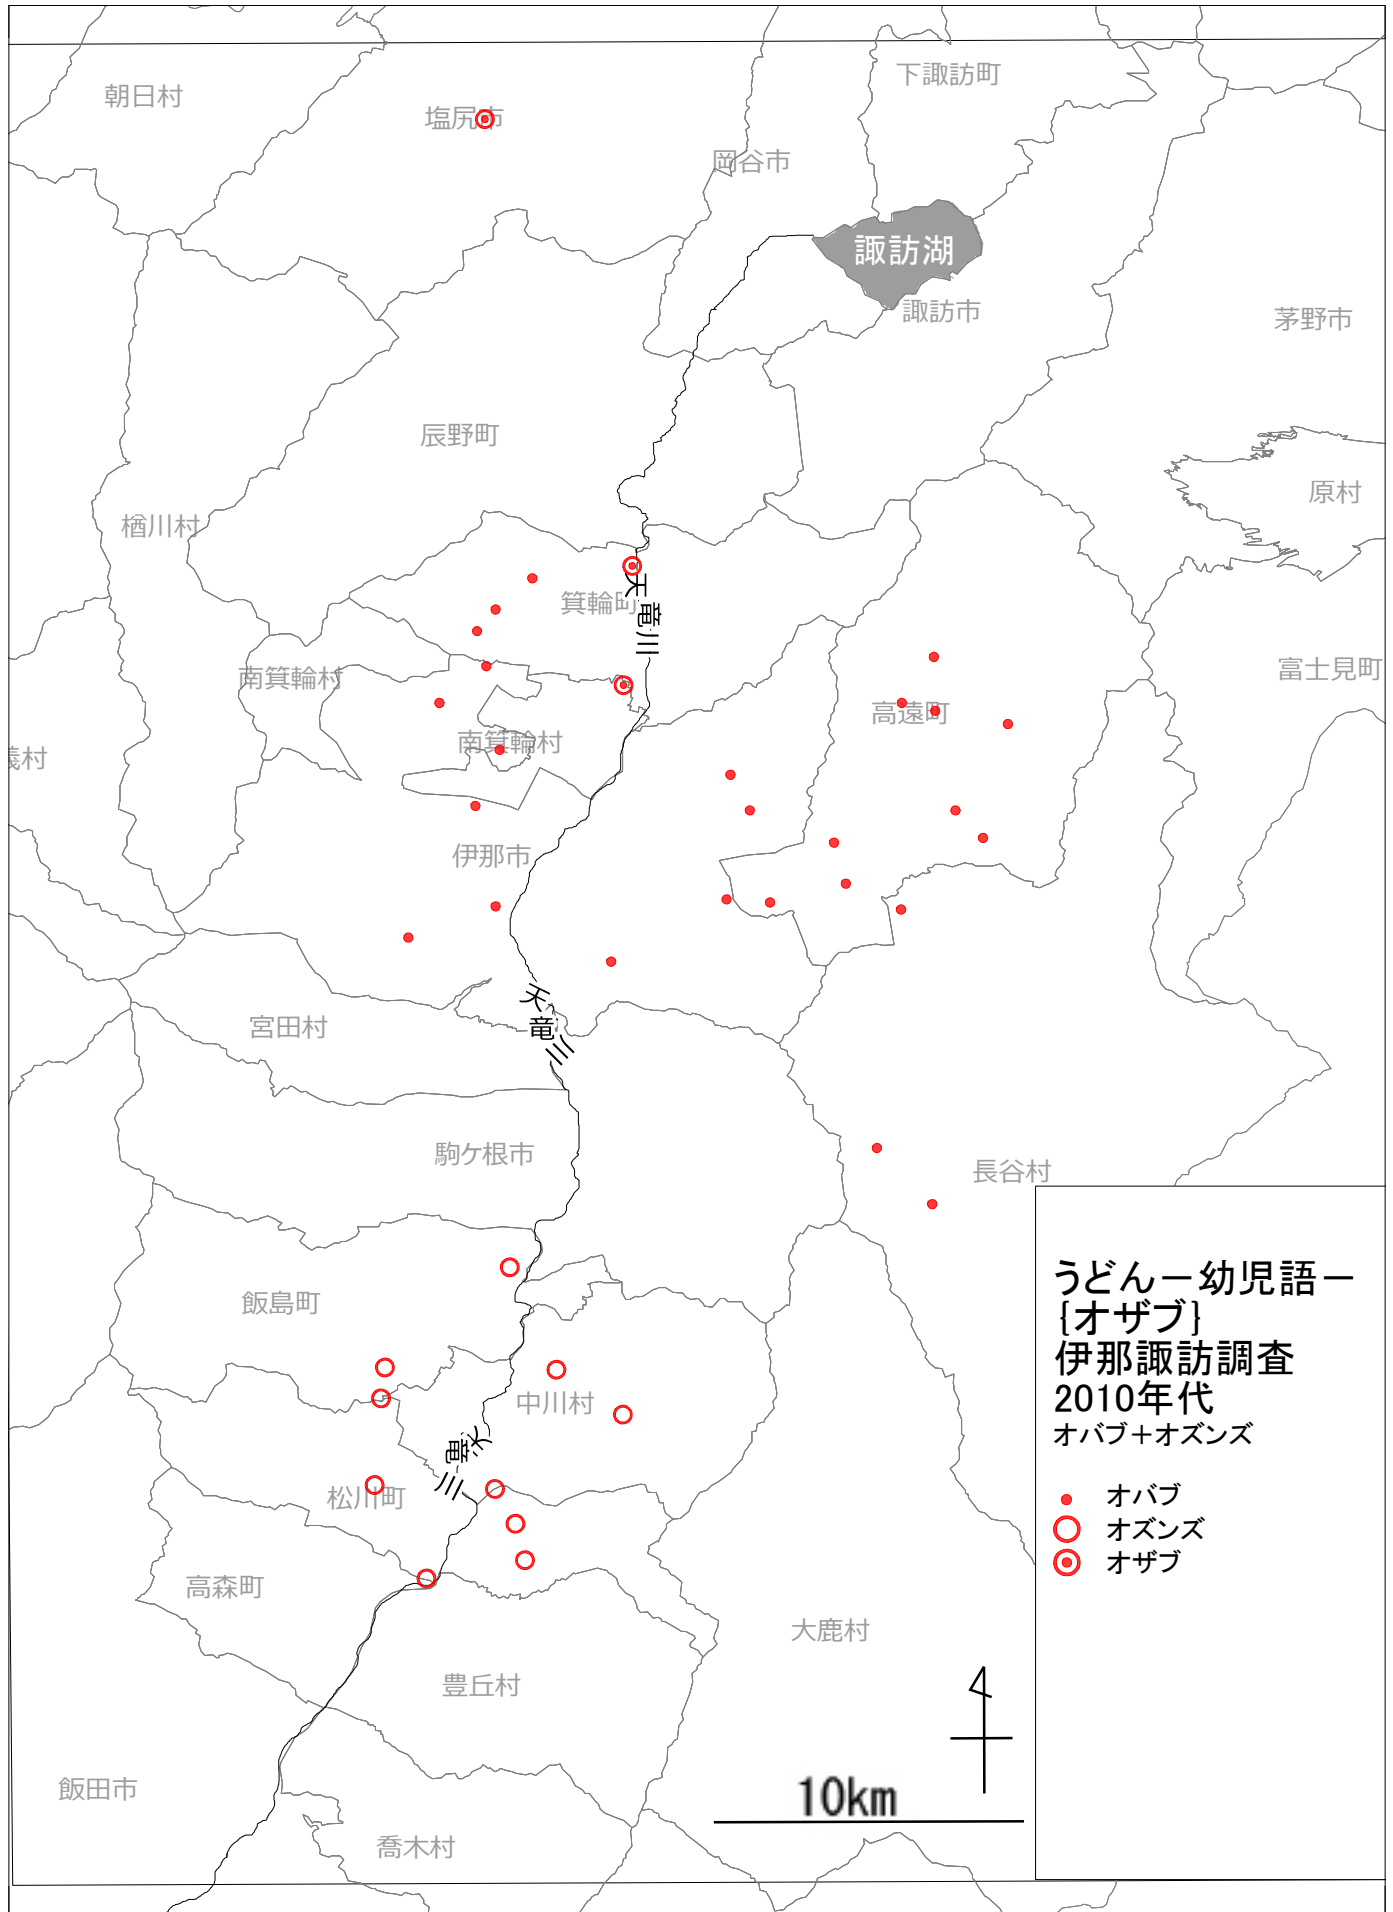 朝日村
塩尻市
下諏訪町
岡谷市
諏訪湖
諏訪市
茅野市
辰野町
原村
楢川村
天竜川
箕輪町
南箕輪村
富士見町
高遠町
南箕輪村
義村
伊那市
天竜川
宮田村
駒ケ根市
長谷村
飯島町
中川村
天竜川
松川町
高森町
大鹿村
豊丘村
飯田市
喬木村
10km
うどん－幼児語－
{オザブ}
伊那諏訪調査
2010年代
オバブ＋オズンズ
オバブ
オズンズ
オザブ